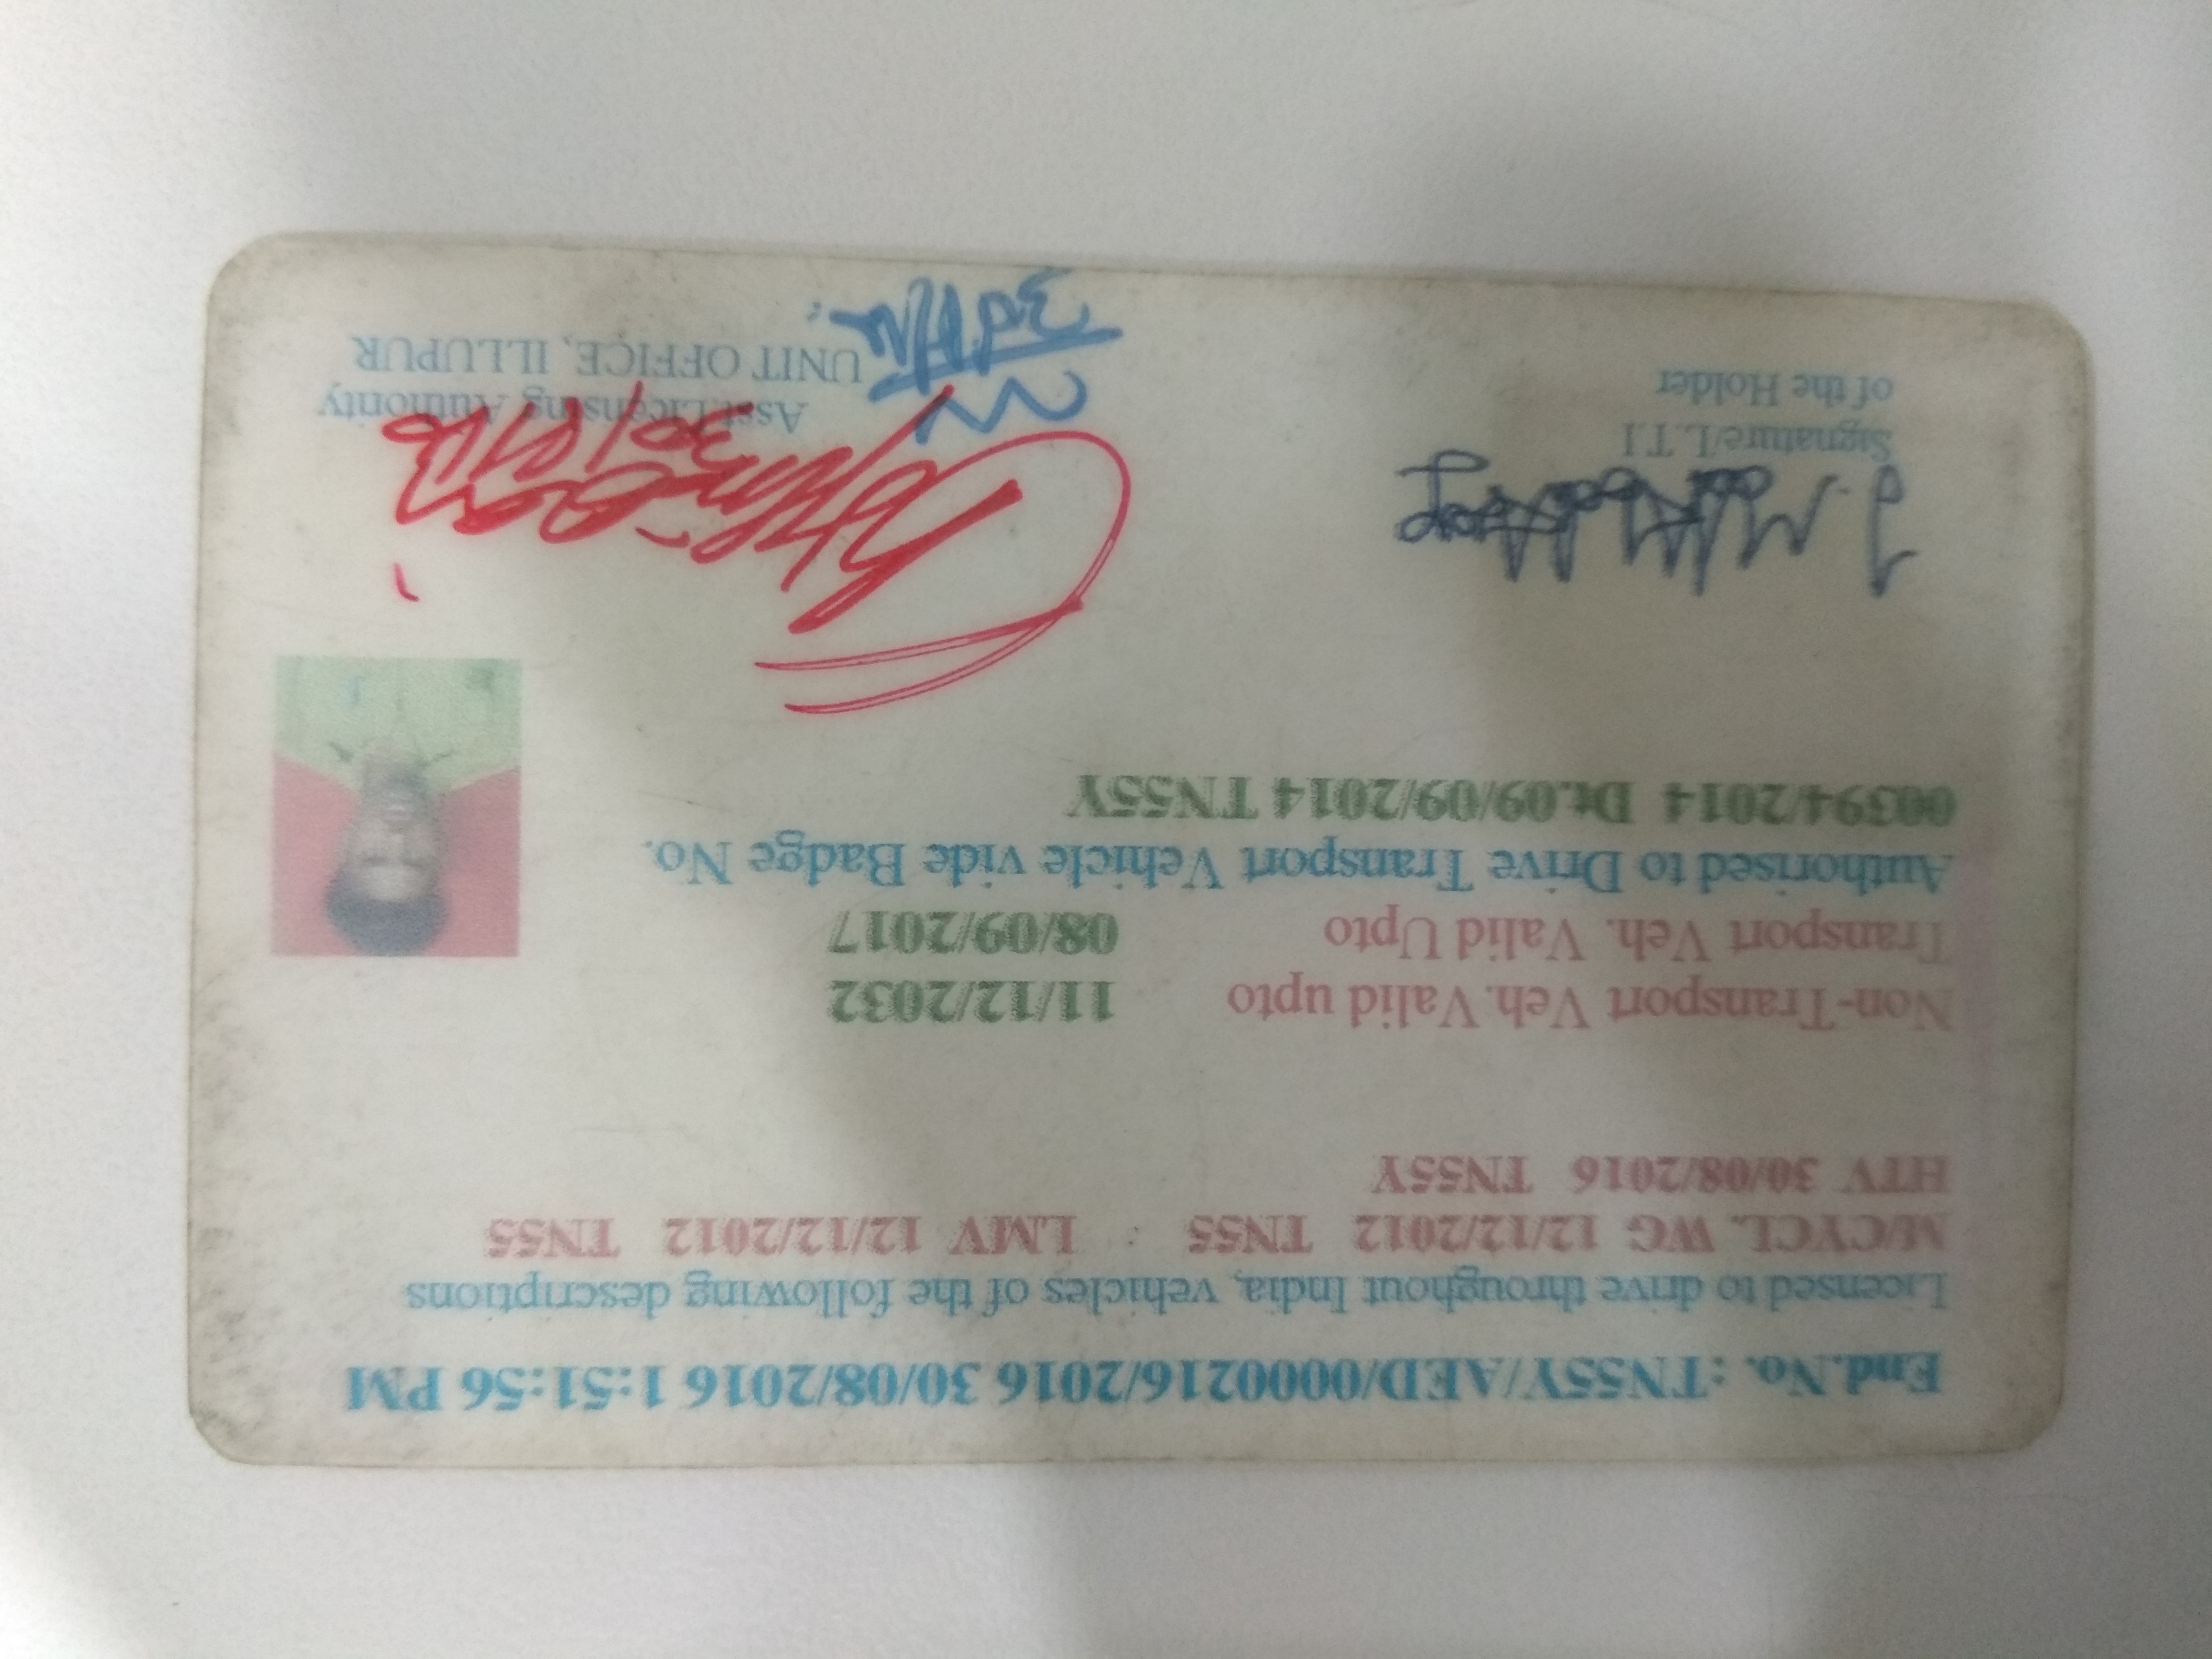 End.No. :TN55Y/AED/0000216/2016 30/08/2016 1:51:56 PM
Licensed to drive throughout India, vehicles of the following descriptions
M/CYCL. WG 12/12/2012 TN55 LMV 12/12/2012 TN55
HTV 30/08/2016 TN55Y
Non-Transport Veh.Valid upto 11/12/2032
Transport Veh. Valid Upto 08/09/2017
Authorised to Drive Transport Vehicle vide Badge No.
00394/2014 Dt.09/09/2014 TN55Y
Signature/L.T.I
of the Holder
Asst.Licensing Authority
UNIT OFFICE, ILLUPUR